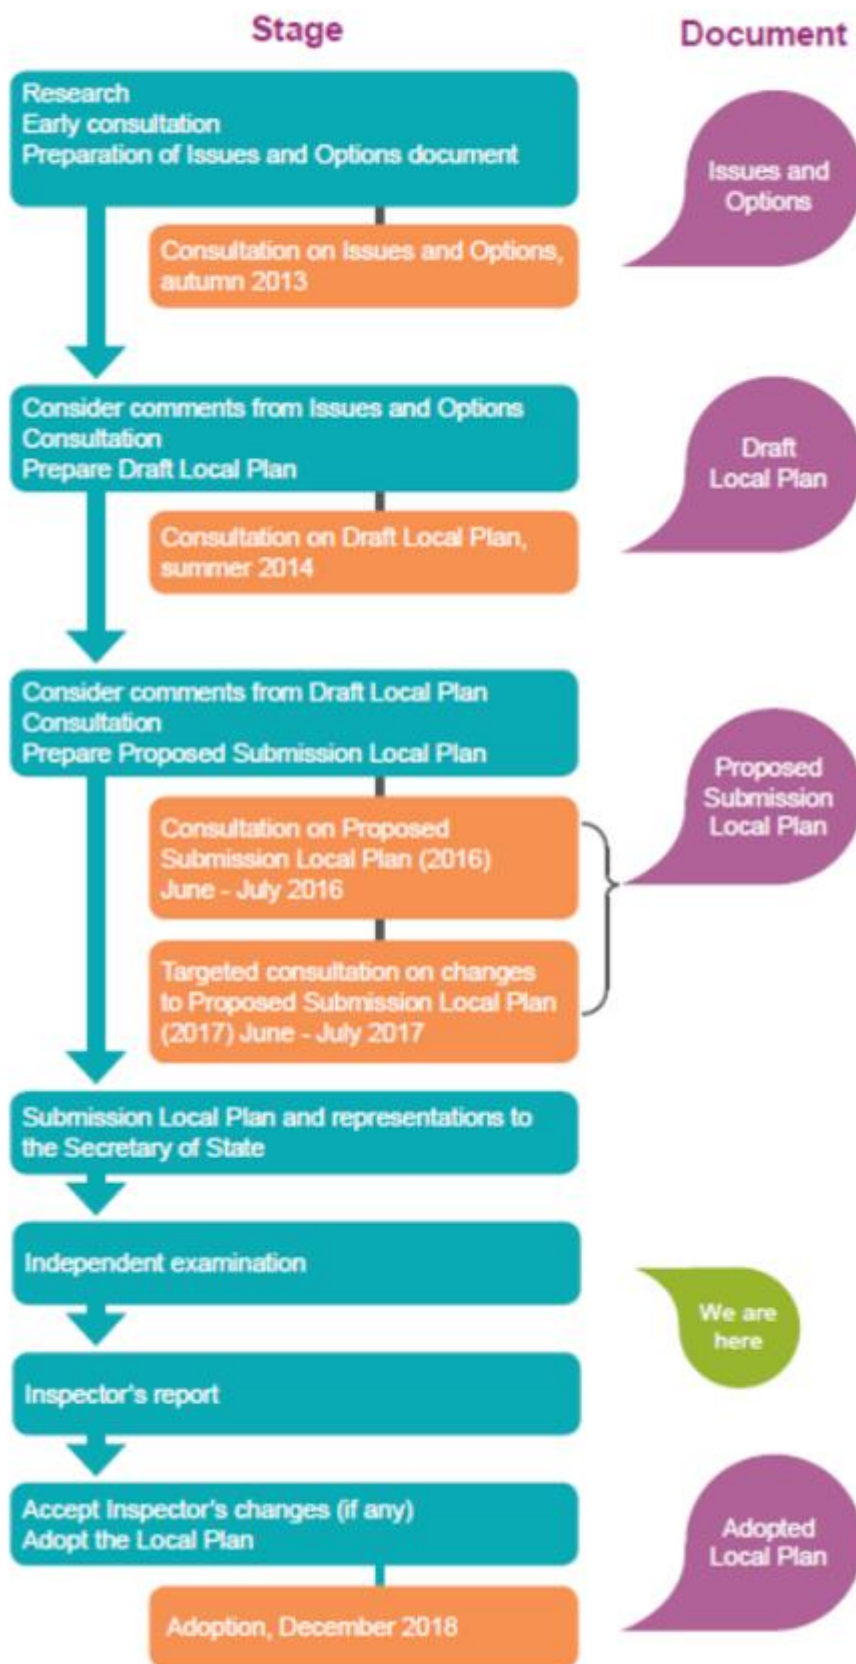 Stage
Document
Research
Early consultation
Preparation of Issues and Options document
Issues and
Options
Consultation on Issues and Options,
autumn 2013
Consider comments from Issues and Options
Consultation
Prepare Draft Local Plan
Draft
Local Plan
Consultation on Draft Local Plan,
summer 2014
Consider comments from Draft Local Plan
Consultation
Prepare Proposed Submission Local Plan
Proposed
Submission
Local Plan
Consultation on Proposed
Submission Local Plan (2016)
June - July 2016
Targeted consultation on changes
to Proposed Submission Local Plan
(2017) June - July 2017
Submission Local Plan and representations to
the Secretary of State
Independent examination
We are
here
Inspector's report
Accept Inspector's changes (if any)
Adopt the Local Plan
Adopted
Local Plan
Adoption, December 2018